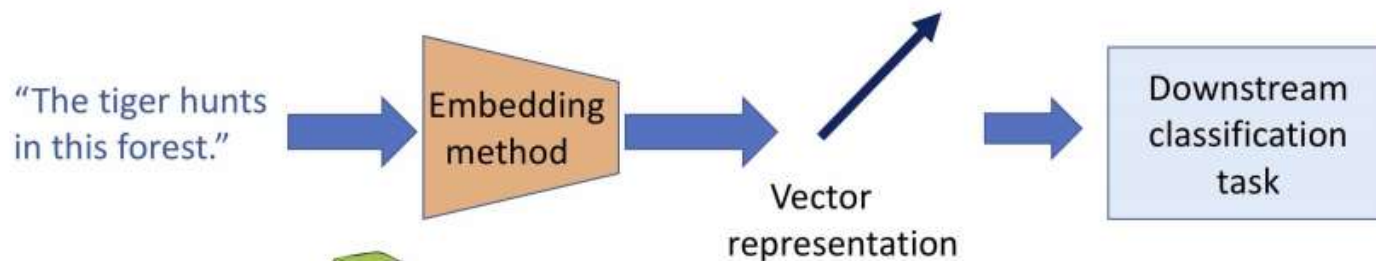 “The tiger hunts
in this forest.”
Embedding
method
Vector
representation
Downstream
classification
task